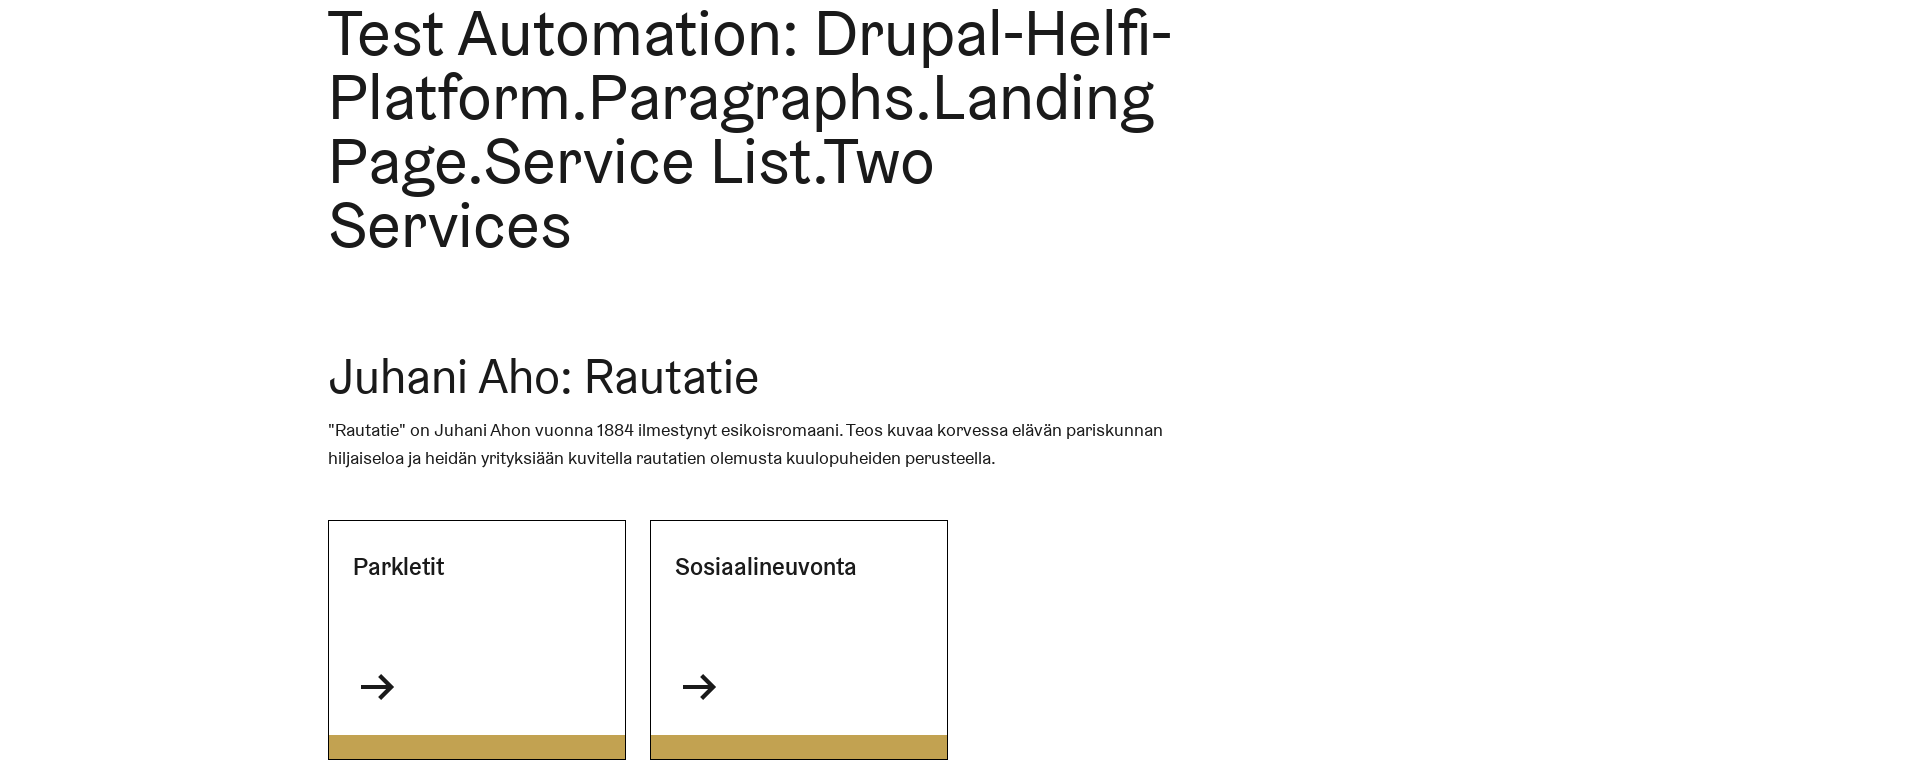 Test Automation: Drupal-Helfi-
Platform.Paragraphs.Landing
Page.Service List.Two
Services
Juhani Aho: Rautatie
"Rautatie" on Juhani Ahon vuonna 1884 ilmestynyt esikoisromaani. Teos kuvaa korvessa elävän pariskunnan
hiljaiseloa ja heidän yrityksiään kuvitella rautatien olemusta kuulopuheiden perusteella.
Parkletit
Sosiaalineuvonta